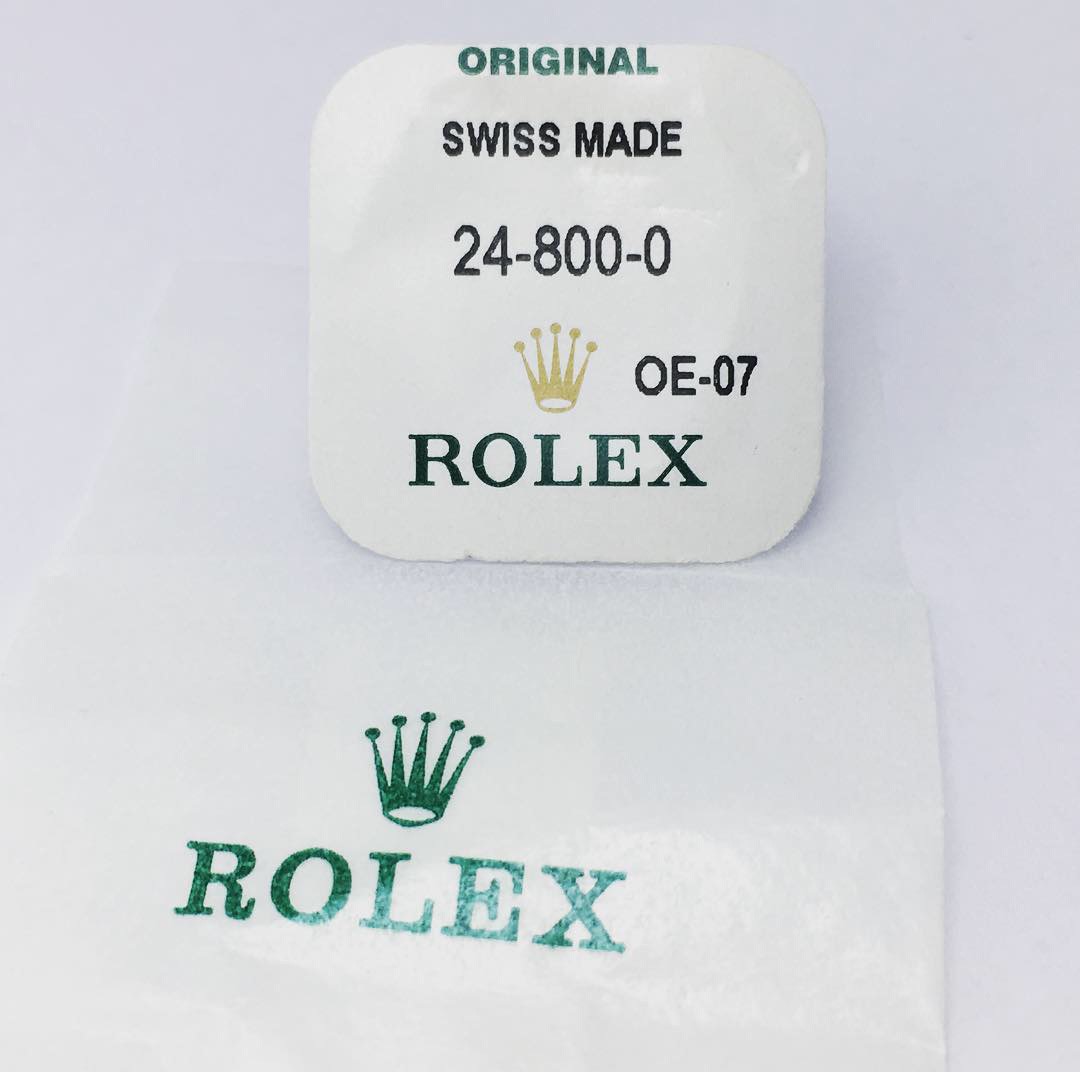 ORIGINAL
SWISS MADE
24-800-0
OE-07
ROLEX
ROLEX